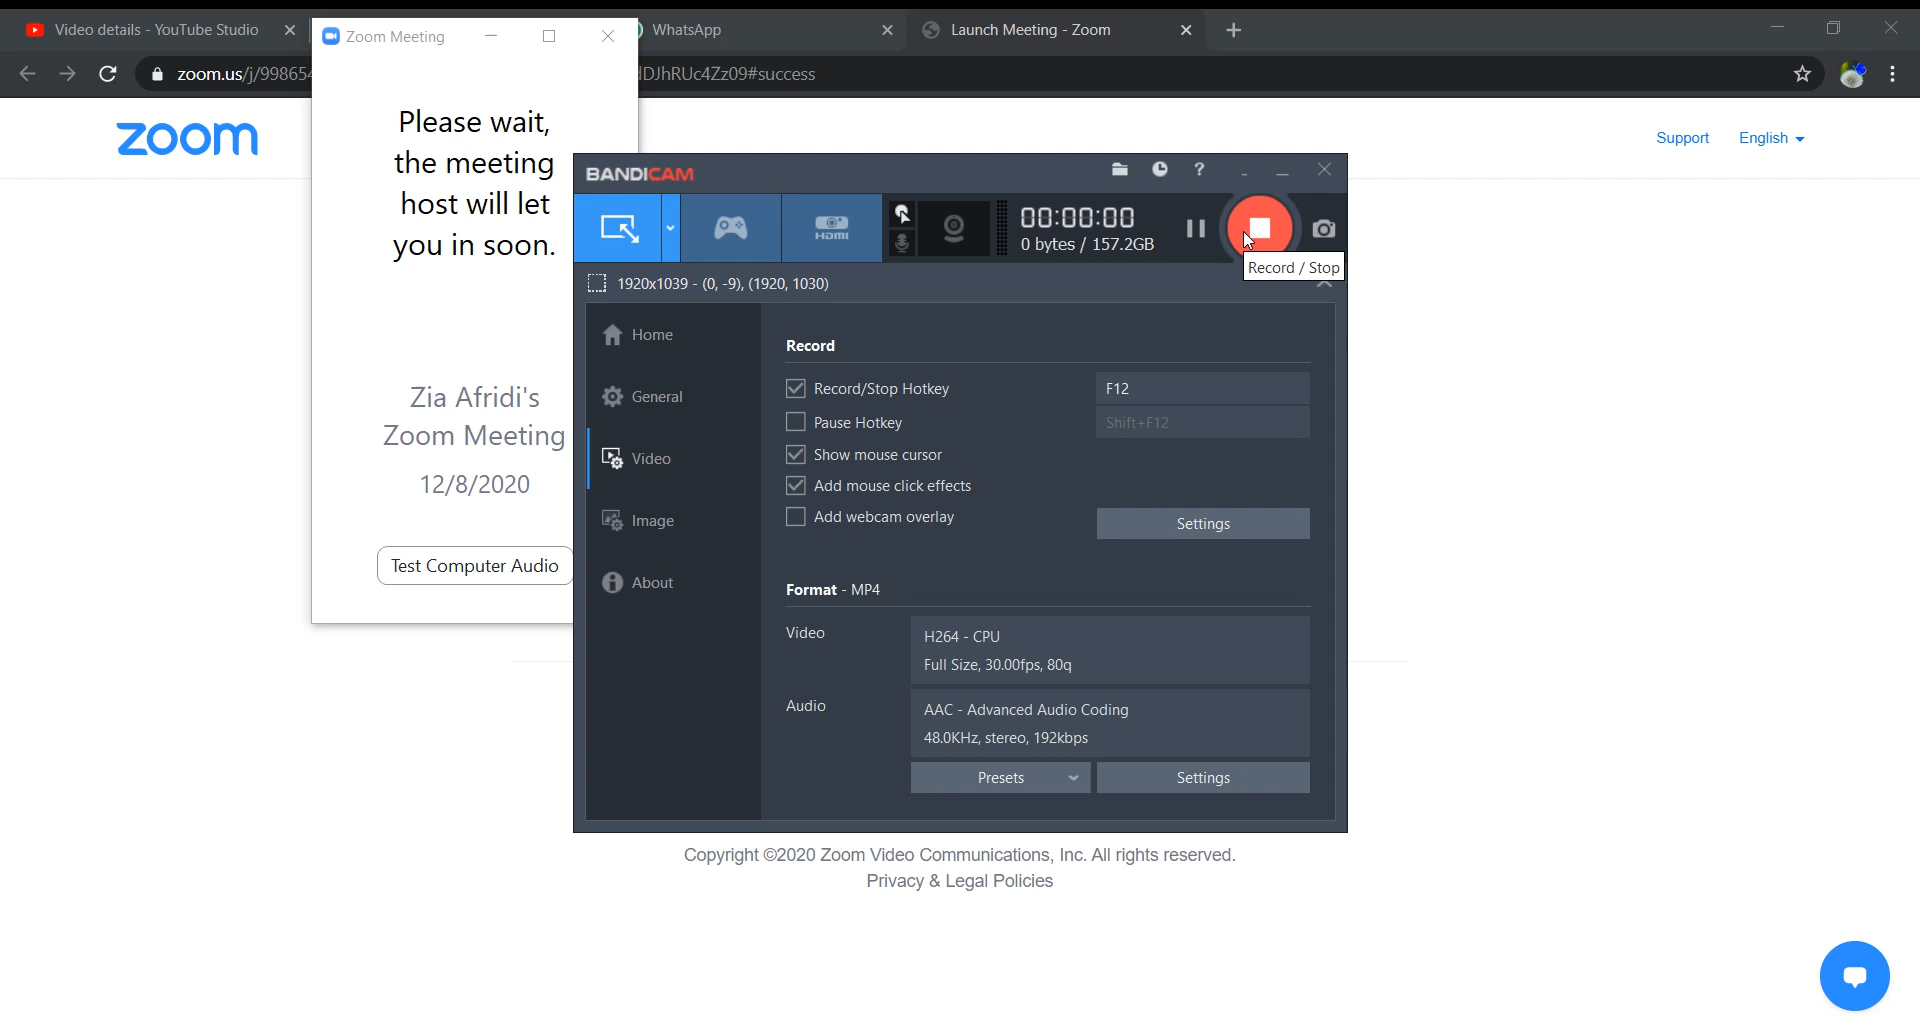 Video details - YouTube Studio
WhatsApp
Launch Meeting - Zoom
zoom.us/j/99865
DJhRUc4Zz09#success
Zoom Meeting
zoom
Support
English
Please wait,
the meeting
host will let
you in soon.
Zia Afridi's
Zoom Meeting
12/8/2020
Test Computer Audio
BANDICAM
?
HDMI
00:00:00
0 bytes / 157.2GB
Record / Stop
1920x1039 - (0, -9), (1920, 1030)
Home
General
Video
Image
About
Record
Record/Stop Hotkey
F12
Pause Hotkey
Shift+F12
Show mouse cursor
Add mouse click effects
Add webcam overlay
Settings
Format - MP4
Video
H264 - CPU
Full Size, 30.00fps, 80q
Audio
AAC - Advanced Audio Coding
48.0KHz, stereo, 192kbps
Presets
Settings
Copyright ©2020 Zoom Video Communications, Inc. All rights reserved.
Privacy & Legal Policies